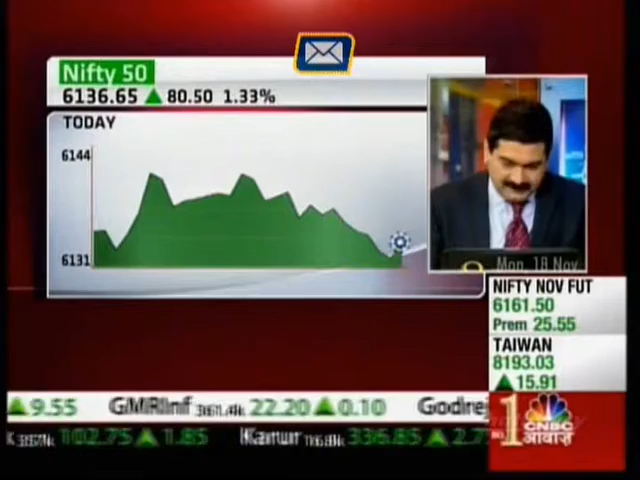 Nifty 50
6136.65 ▲ 80.50 1.33%
TODAY
6144
6131
Mon, 18 Nov
NIFTY NOV FUT
6161.50
Prem 25.55
TAIWAN
8193.03
▲ 15.91
▲ 9.55 GMRInf 22.20 ▲ 0.10 Godrej
102.75 ▲ 1.85 336.85 ▲
1
CNBC
आवाज़